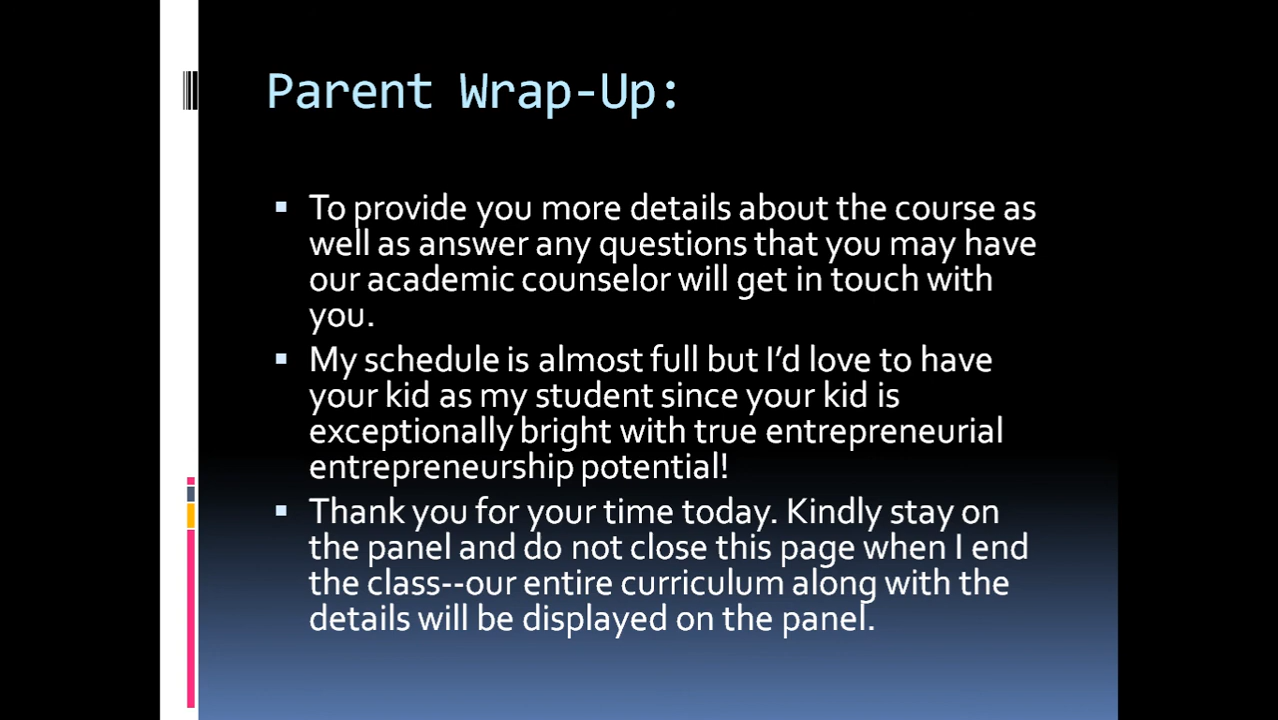 Parent Wrap-Up:
To provide you more details about the course as
well as answer any questions that you may have
our academic counselor will get in touch with
you.
My schedule is almost full but I’d love to have
your kid as my student since your kid is
exceptionally bright with true entrepreneurial
entrepreneurship potential!
Thank you for your time today. Kindly stay on
the panel and do not close this page when I end
the class--our entire curriculum along with the
details will be displayed on the panel.